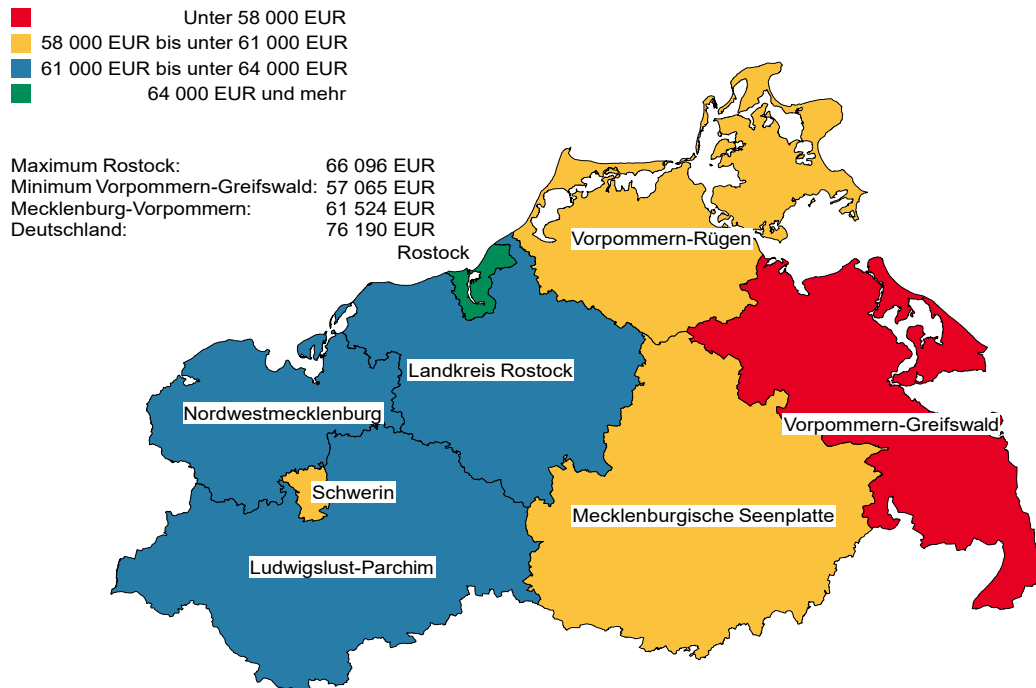 Unter 58 000 EUR
58 000 EUR bis unter 61 000 EUR
61 000 EUR bis unter 64 000 EUR
64 000 EUR und mehr
Maximum Rostock: 66 096 EUR
Minimum Vorpommern-Greifswald: 57 065 EUR
Mecklenburg-Vorpommern: 61 524 EUR
Deutschland: 76 190 EUR
Rostock
Vorpommern-Rügen
Landkreis Rostock
Nordwestmecklenburg
Vorpommern-Greifswald
Schwerin
Mecklenburgische Seenplatte
Ludwigslust-Parchim